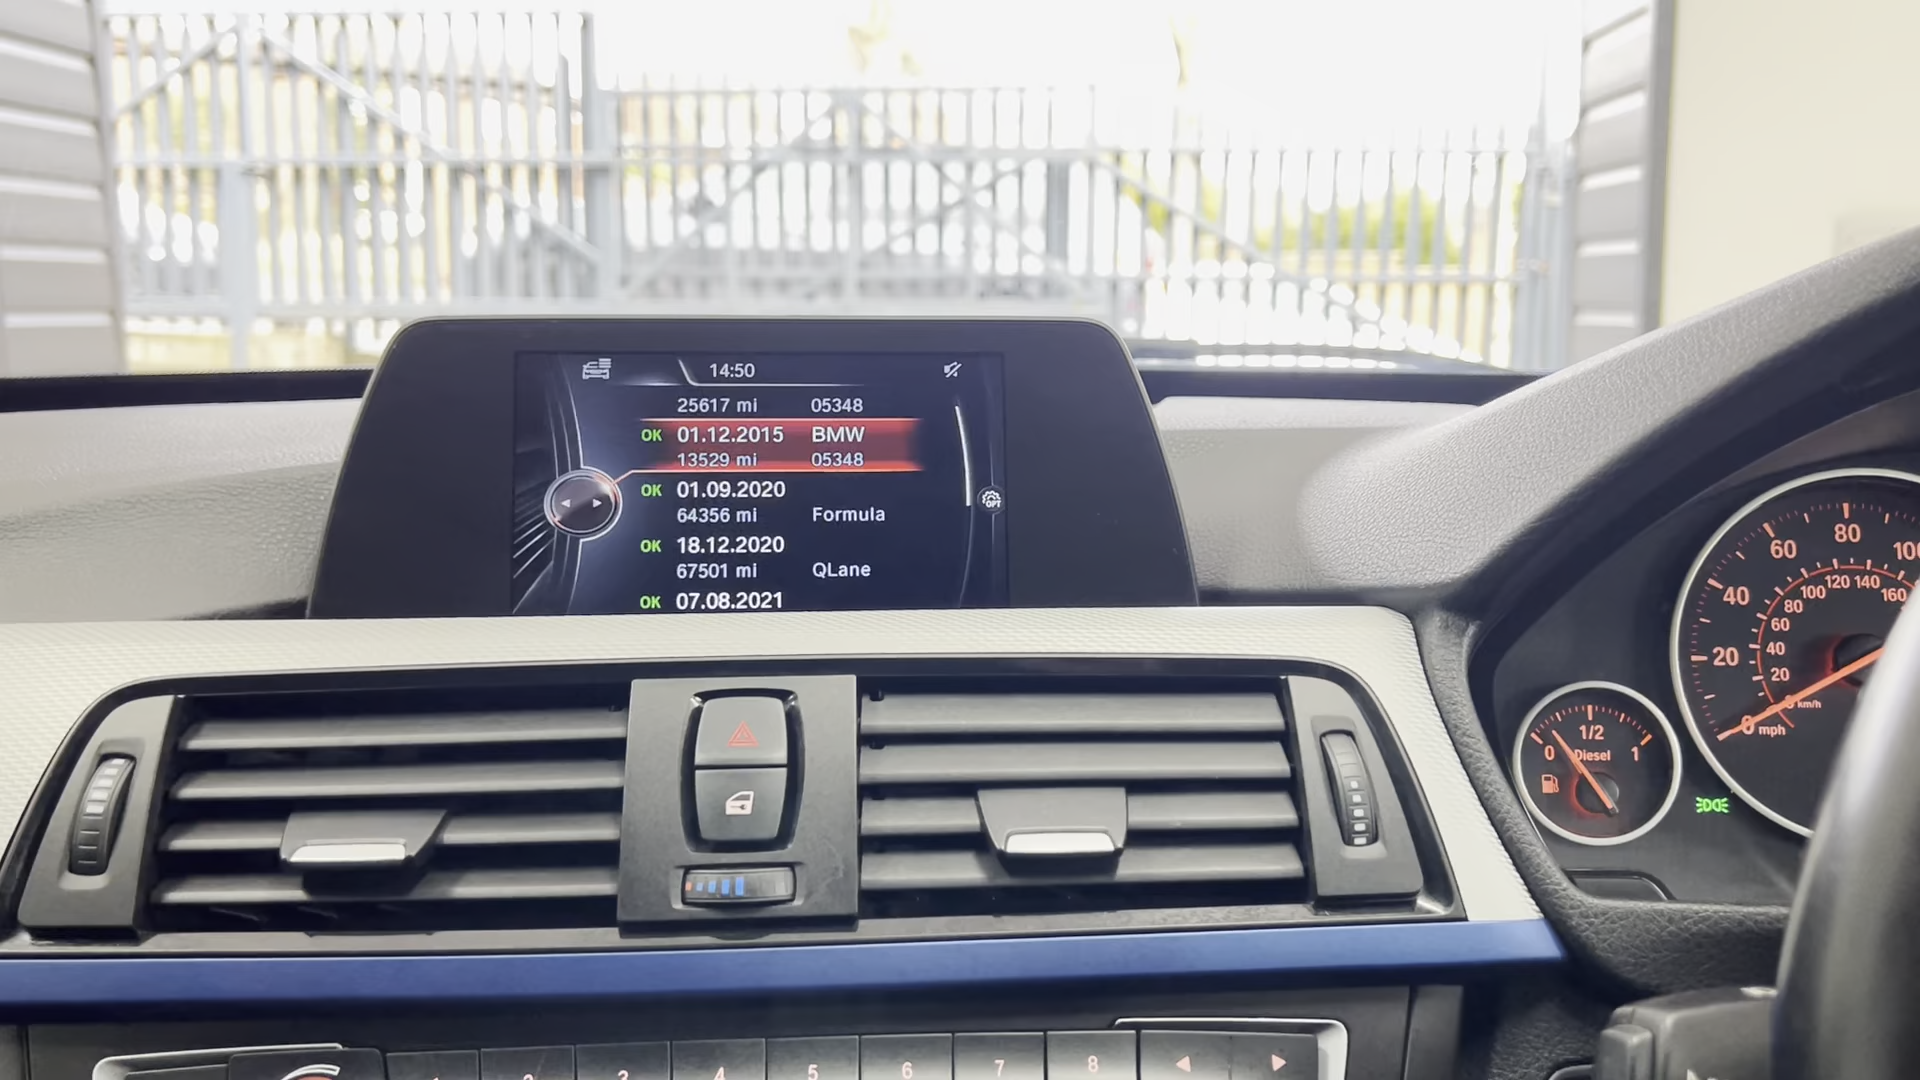 14:50
25617 mi 05348
OK 01.12.2015 BMW
13529 mi 05348
OK 01.09.2020
64356 mi Formula
OK 18.12.2020
67501 mi QLane
OK 07.08.2021
OPT
80
60 100
40 120 140
100 160
80
60
20 40
20
km/h
0 mph
1/2
0 Diesel 1
1 2 3 4 5 6 7 8